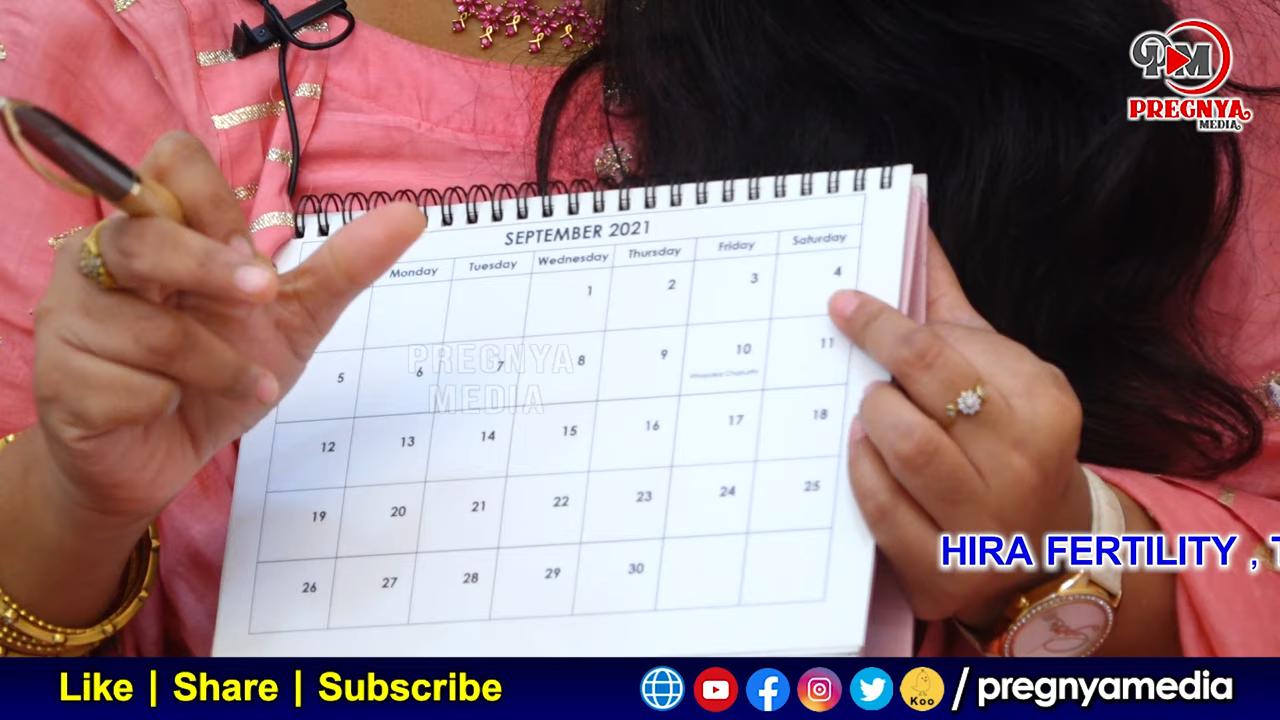 PM
PREGNYA
MEDIA
SEPTEMBER 2021
Monday Tuesday Wednesday Thursday Friday Saturday
1 2 3 4
5 6 7 8 9 10 11
12 13 14 15 16 17 18
19 20 21 22 23 24 25
26 27 28 29 30
PREGNYA
MEDIA
HIRA FERTILITY , T
Like | Share | Subscribe
Koo
/ pregnyamedia